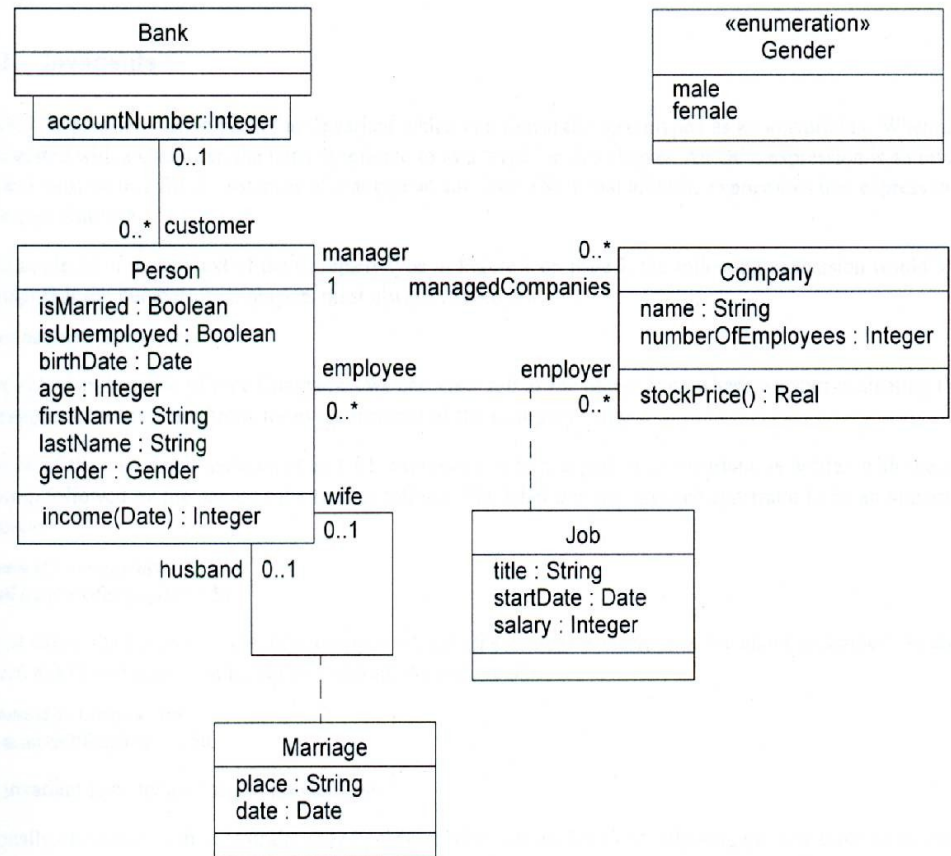 Bank
accountNumber:Integer
0..1
0..* customer
«enumeration»
Gender
male
female
Person
isMarried : Boolean
isUnemployed : Boolean
birthDate : Date
age : Integer
firstName : String
lastName : String
gender : Gender
income(Date) : Integer
manager
1
0..*
managedCompanies
Company
name : String
numberOfEmployees : Integer
stockPrice() : Real
employee
0..*
employer
0..*
wife
0..1
husband 0..1
Job
title : String
startDate : Date
salary : Integer
Marriage
place : String
date : Date